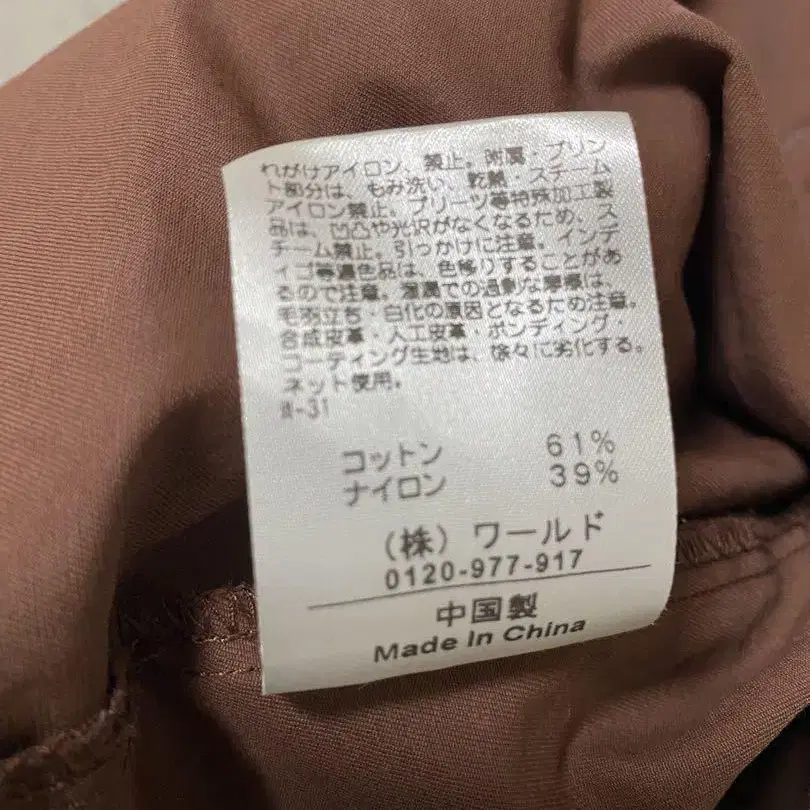 れがけアイロン、禁止。附属・プリン
ト部分は、もみ洗い、乾熱・スチーム
アイロン禁止。プリーツ等特殊加工製
品は、凹凸や光沢がなくなるため、ス
チーム禁止。引っかけに注意。インデ
ィゴ等濃色品は、色移りすることがあ
るので注意。湿潤での過剰な摩擦は、
毛羽立ち・白化の原因となるため注意。
合成皮革・人工皮革・ボンディング・
コーティング生地は、徐々に劣化する。
ネット使用。
コットン 61%
ナイロン 39%
(株) ワールド
0120-977-917
中国製
Made In China